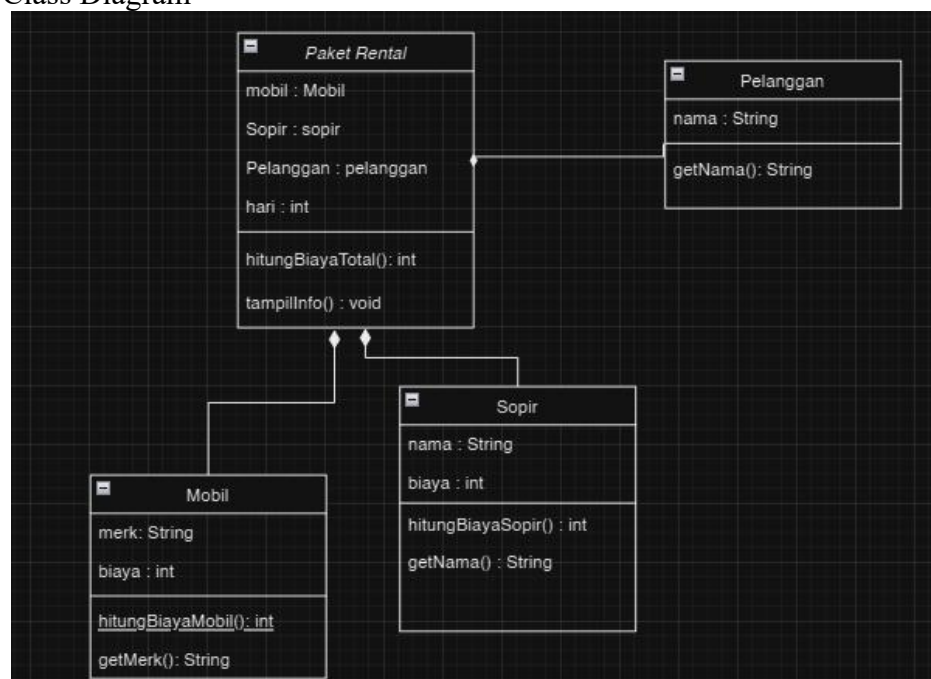 Class Diagram
Paket Rental
mobil : Mobil
Sopir : sopir
Pelanggan : pelanggan
hari : int
hitungBiayaTotal(): int
tampilInfo() : void
Pelanggan
nama : String
getNama(): String
Sopir
nama : String
biaya : int
hitungBiayaSopir() : int
getNama() : String
Mobil
merk: String
biaya : int
hitungBiayaMobil(): int
getMerk(): String